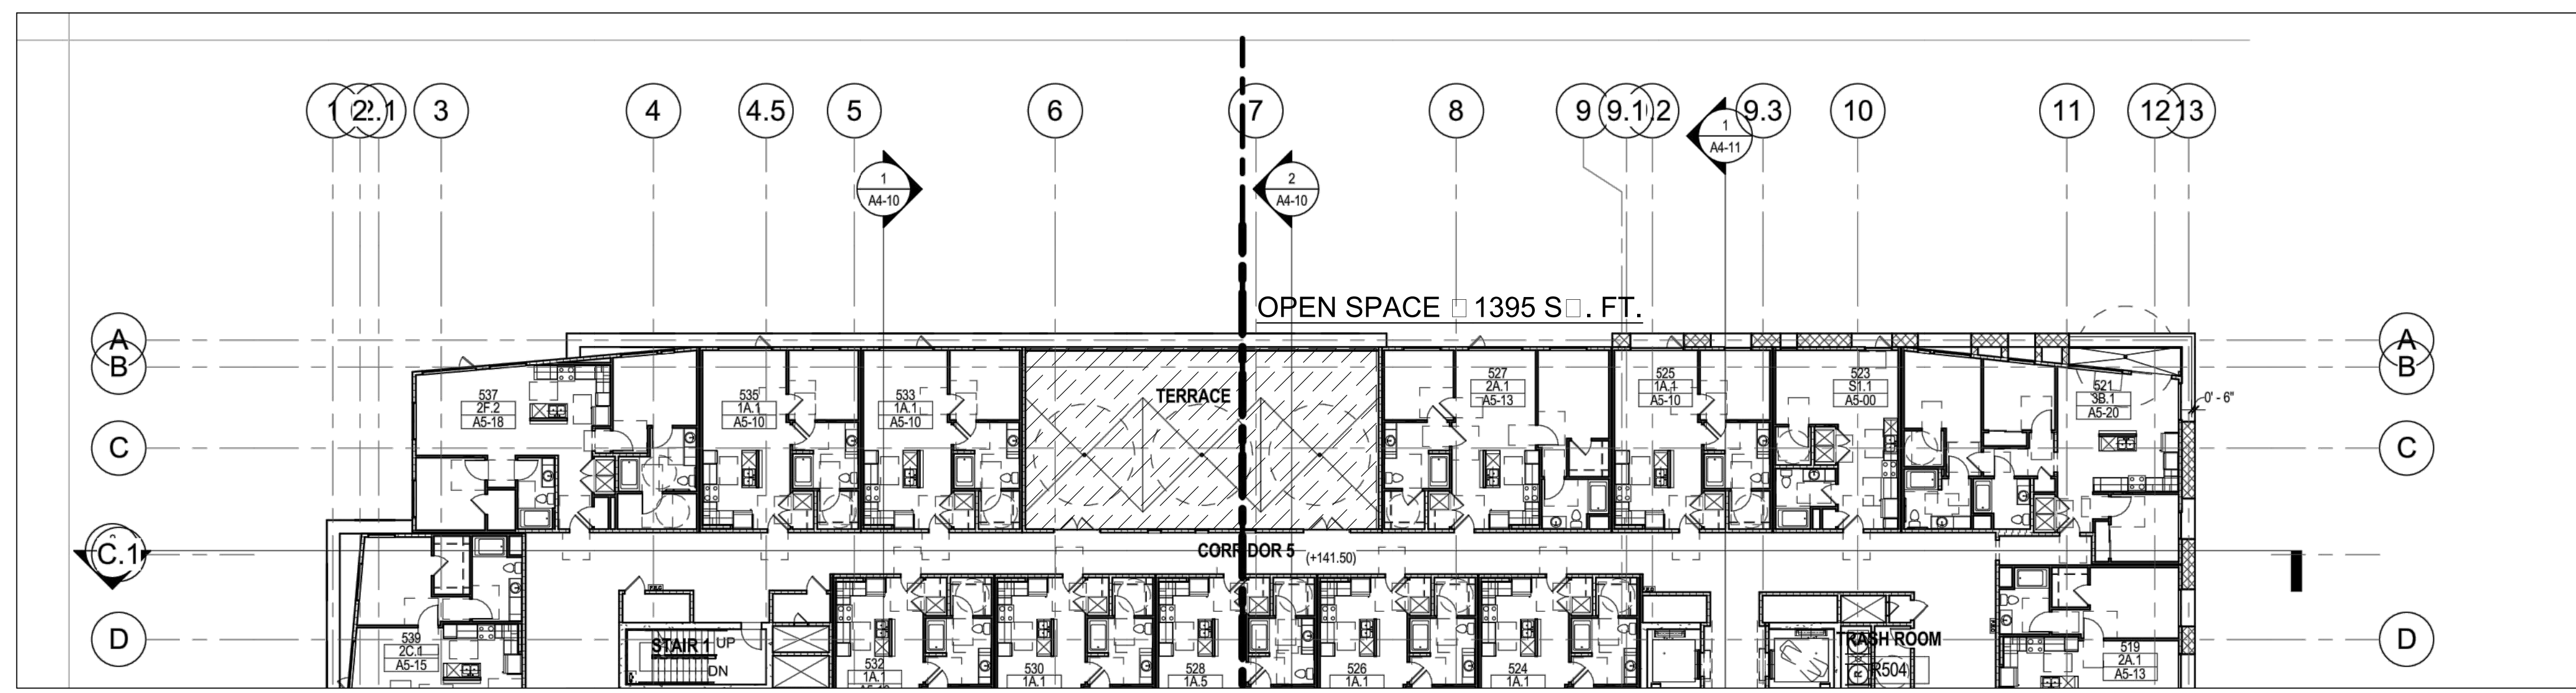 1 2 2.1 3 4 4.5 5 6 7 8 9 9.1 9.2 9.3 10 11 12 13
1
A4-11
1
A4-10
2
A4-10
OPEN SPACE □ 1395 S□. FT.
A
A
B
B
537
2F.2
A5-18
535
1A.1
A5-10
533
1A.1
A5-10
TERRACE
527
2A.1
A5-13
525
1A.1
A5-10
523
S1.1
A5-00
521
3B.1
A5-20
0' - 6"
C
C
C.1
CORRIDOR 5
(+141.50)
D
D
539
2C.1
A5-15
STAIR 1
UP
DN
532
1A.1
530
1A.1
528
1A.5
526
1A.1
524
1A.1
TRASH ROOM
R504
R
519
2A.1
A5-13